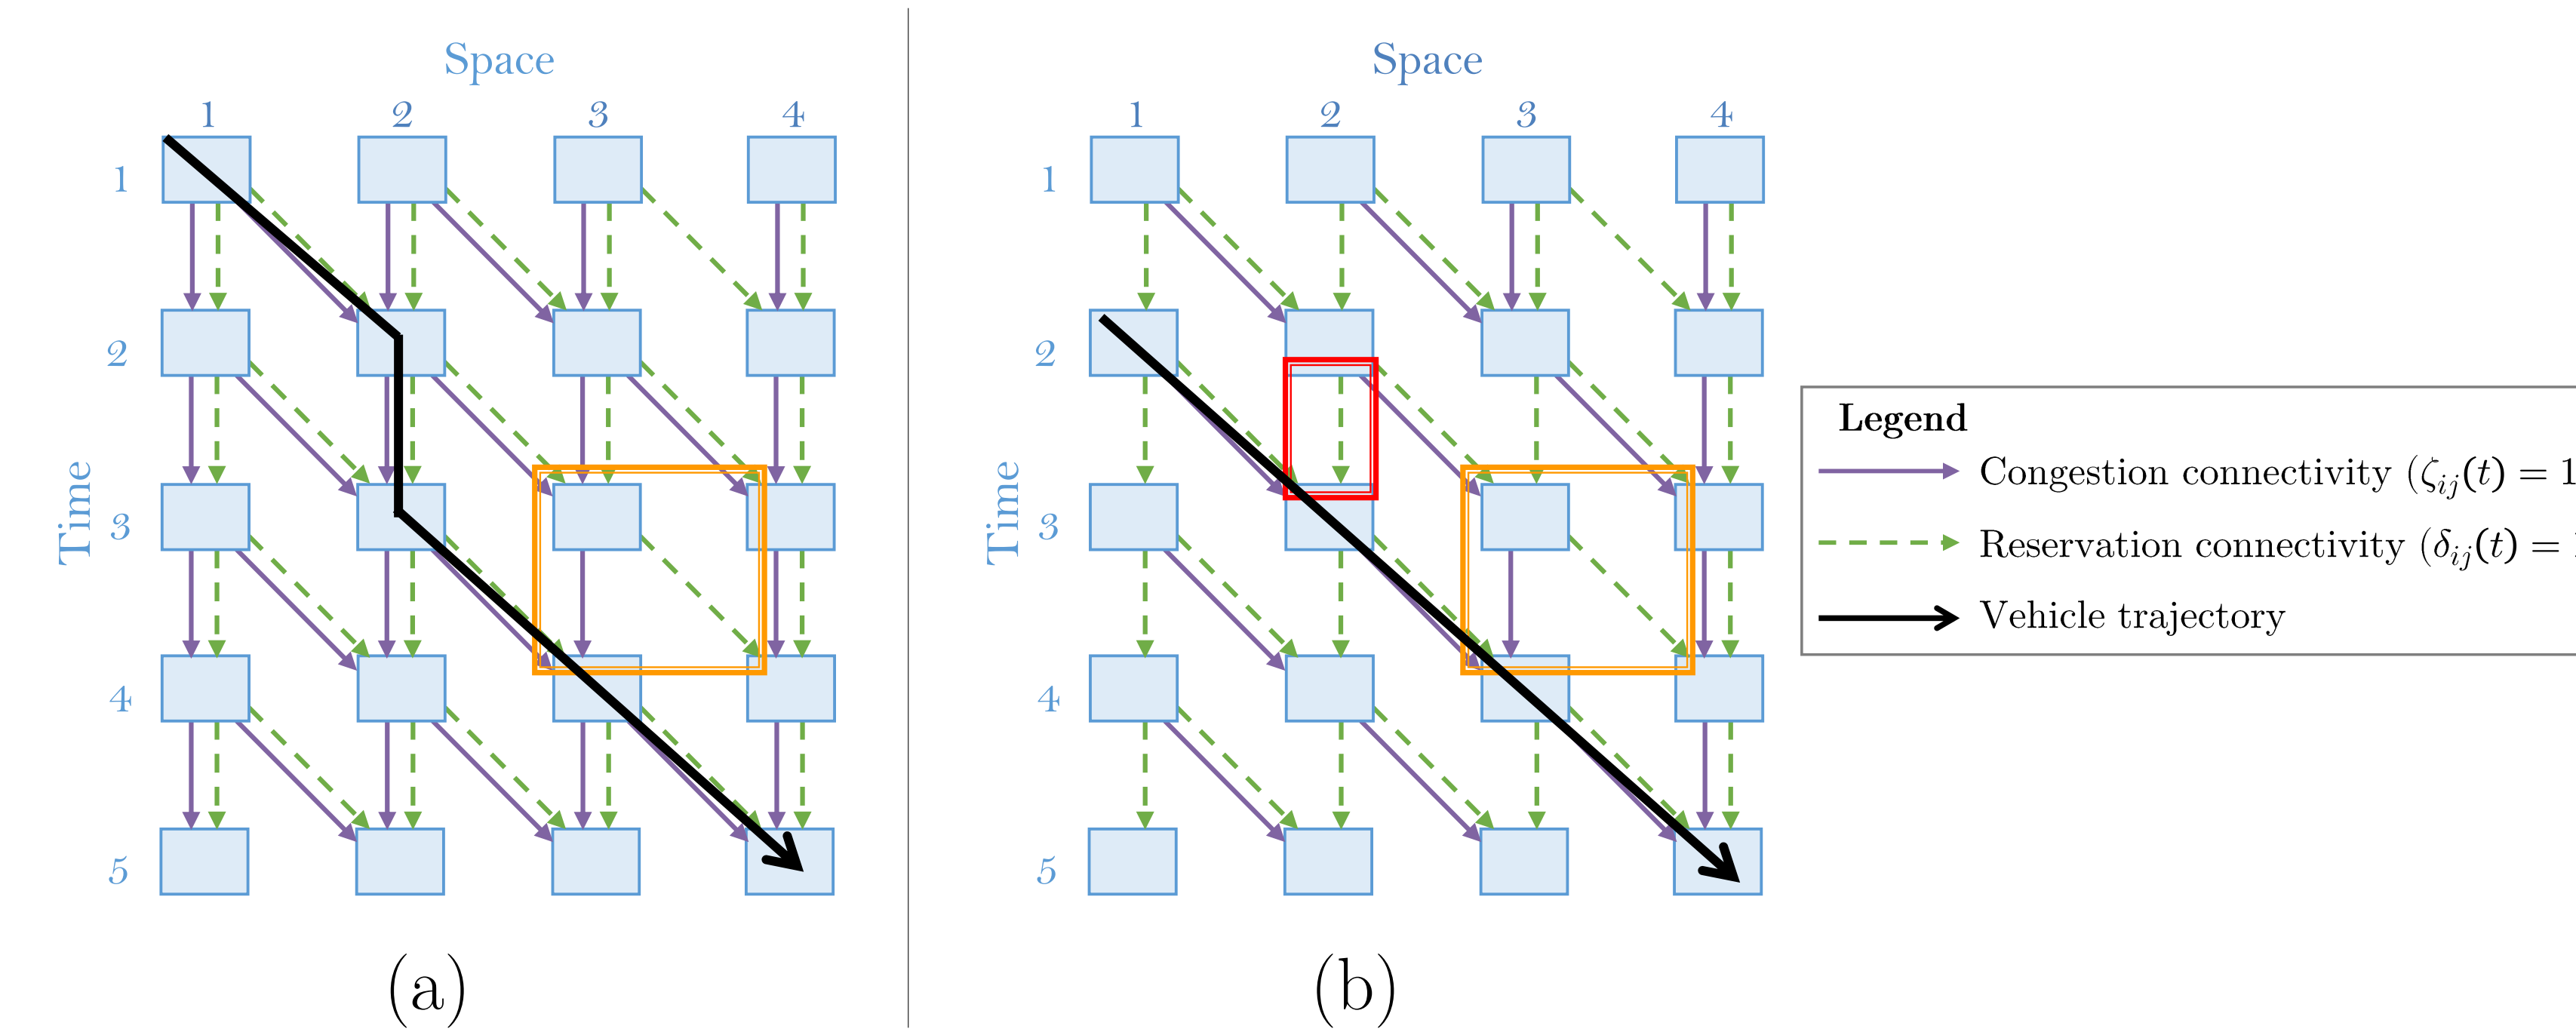 Space
1 2 3 4
1
2
3
4
5
Time
(a)
Space
1 2 3 4
1
2
3
4
5
Time
(b)
Legend
Congestion connectivity (ζij(t) = 1
Reservation connectivity (δij(t) =
Vehicle trajectory